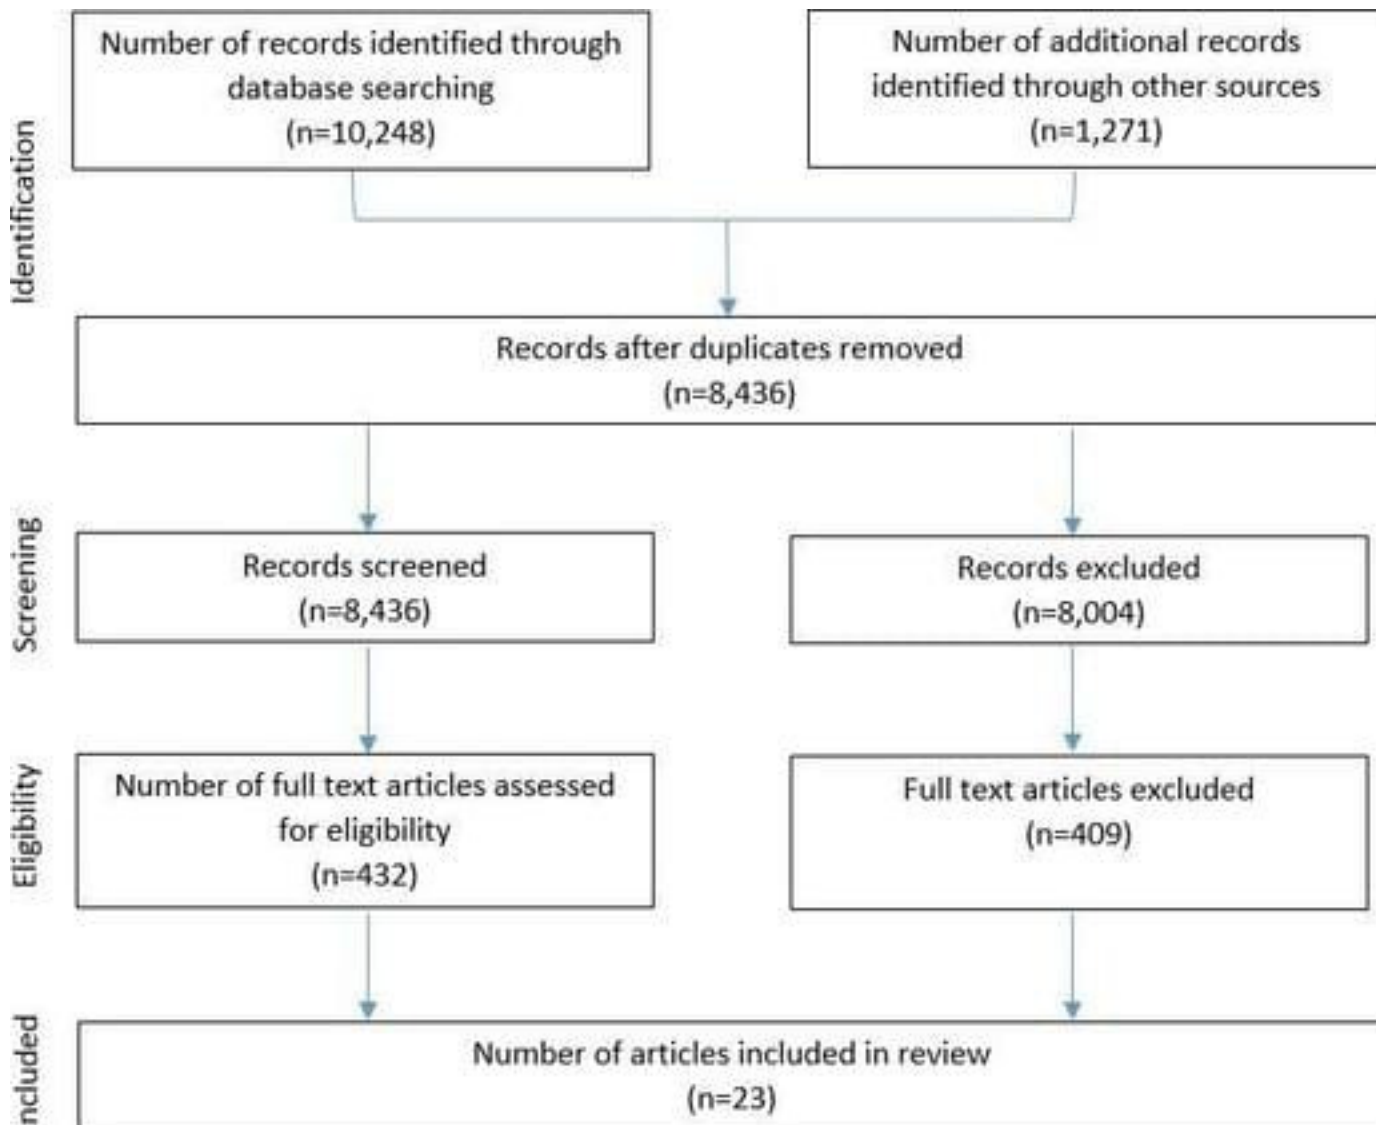 Number of records identified through
database searching
(n=10,248)
Number of additional records
identified through other sources
(n=1,271)
Identification
Records after duplicates removed
(n=8,436)
Screening
Records screened
(n=8,436)
Records excluded
(n=8,004)
Eligibility
Number of full text articles assessed
for eligibility
(n=432)
Full text articles excluded
(n=409)
ncluded
Number of articles included in review
(n=23)